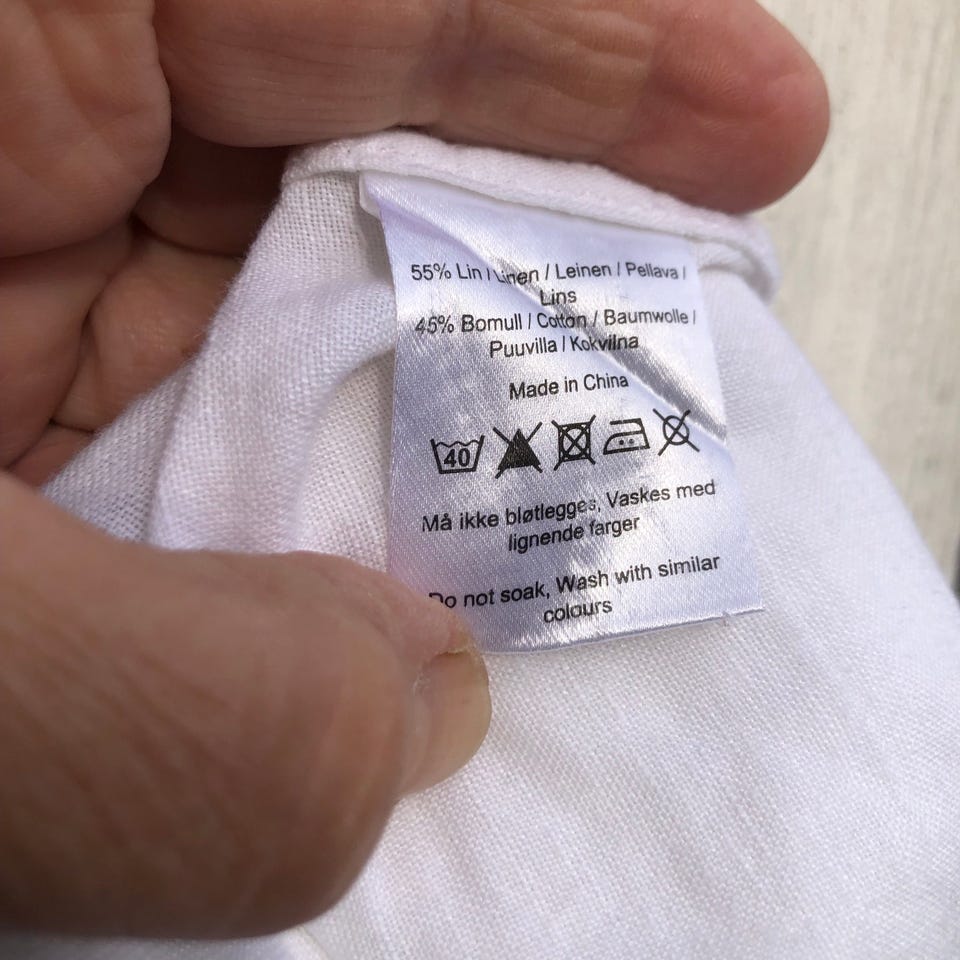 55% Lin / Linen / Leinen / Pellava /
Lins
45% Bomull / Cotton / Baumwolle /
Puuvilla / Kokvilna
Made in China
40
Må ikke bløtlegges, Vaskes med
lignende farger
Do not soak, Wash with similar
colours